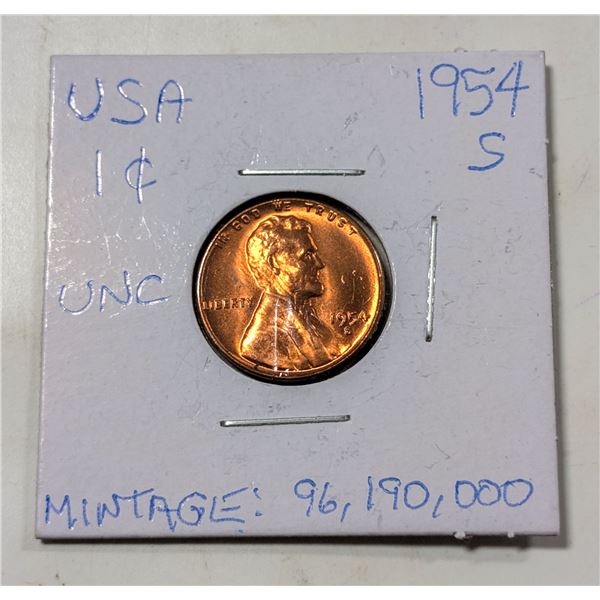 USA 1954
1¢ S
UNC
IN GOD WE TRUST
LIBERTY 1954
S
MINTAGE: 96,190,000